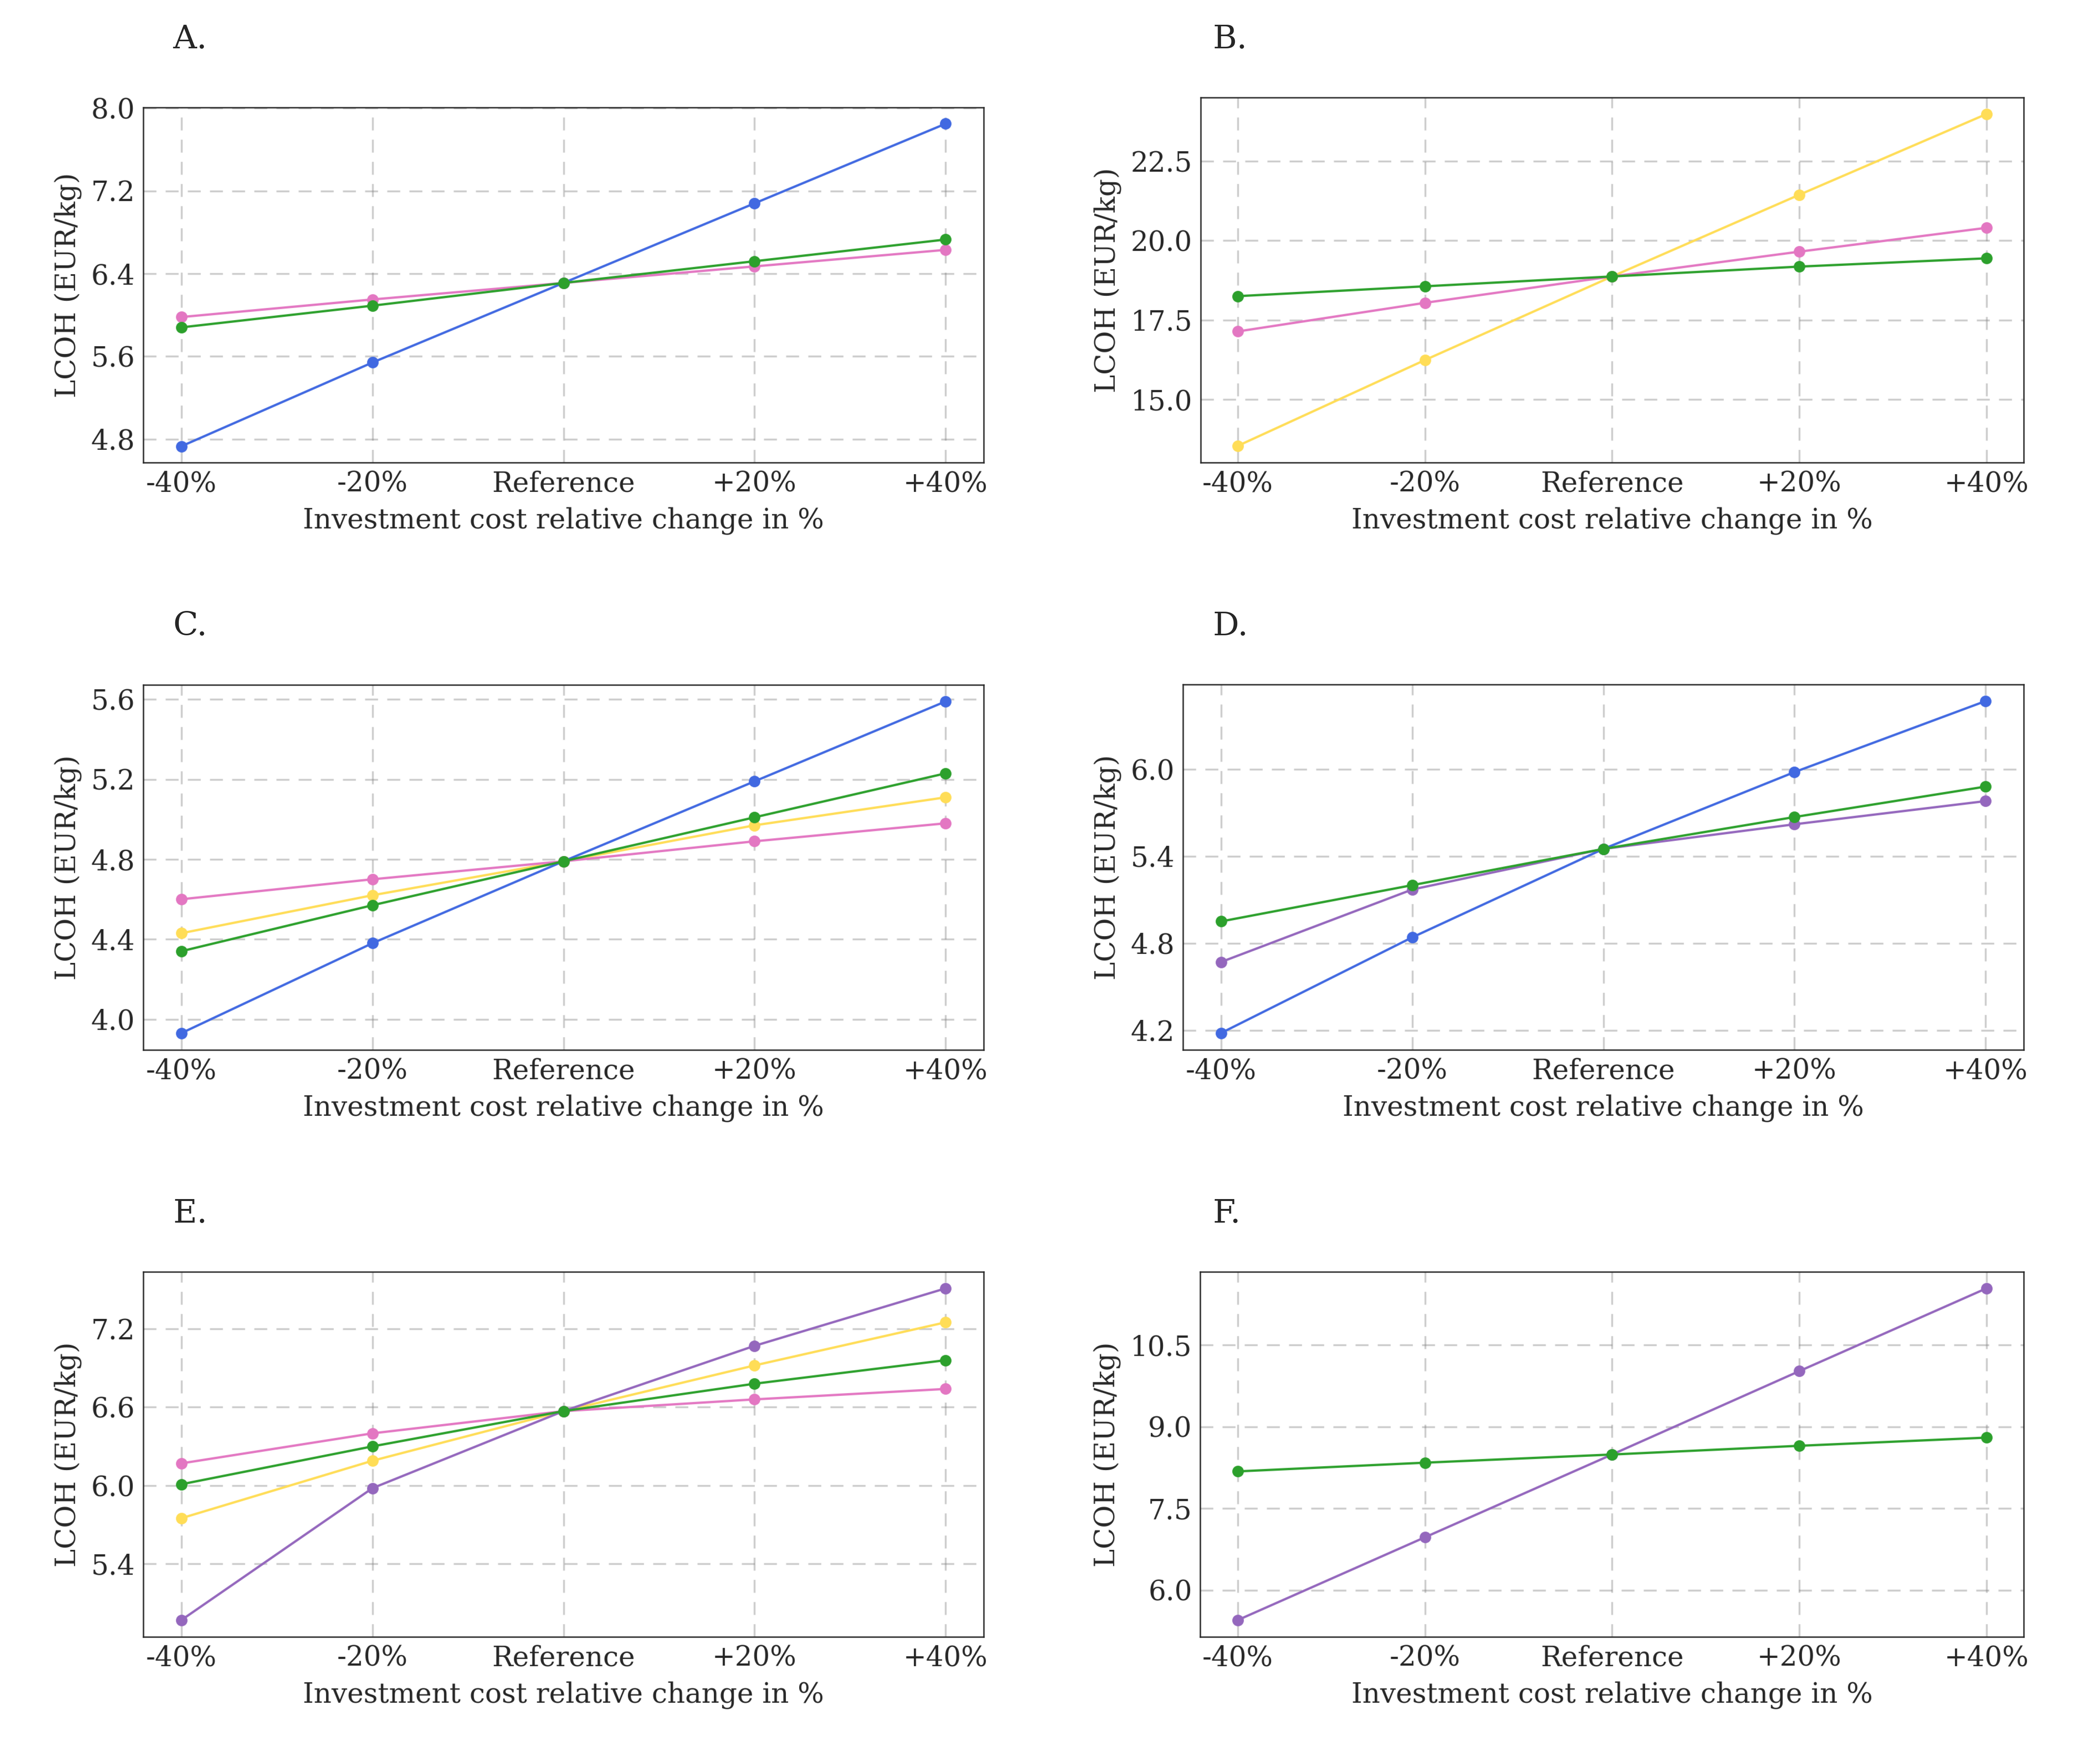 A.
8.0
7.2
6.4
5.6
4.8
LCOH (EUR/kg)
-40% -20% Reference +20% +40%
Investment cost relative change in %
B.
22.5
20.0
17.5
15.0
LCOH (EUR/kg)
-40% -20% Reference +20% +40%
Investment cost relative change in %
C.
5.6
5.2
4.8
4.4
4.0
LCOH (EUR/kg)
-40% -20% Reference +20% +40%
Investment cost relative change in %
D.
6.0
5.4
4.8
4.2
LCOH (EUR/kg)
-40% -20% Reference +20% +40%
Investment cost relative change in %
E.
7.2
6.6
6.0
5.4
LCOH (EUR/kg)
-40% -20% Reference +20% +40%
Investment cost relative change in %
F.
10.5
9.0
7.5
6.0
LCOH (EUR/kg)
-40% -20% Reference +20% +40%
Investment cost relative change in %